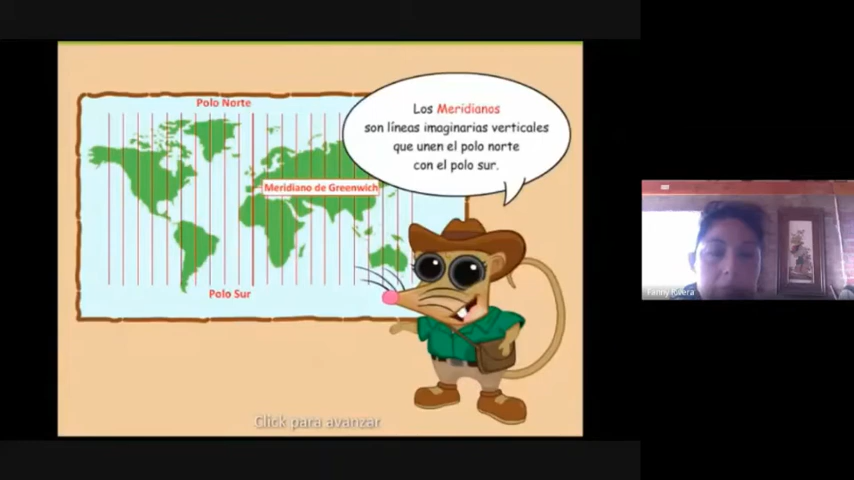 Polo Norte
Los Meridianos
son líneas imaginarias verticales
que unen el polo norte
con el polo sur.
Meridiano de Greenwich
Polo Sur
Click para avanzar
Fanny Rivera